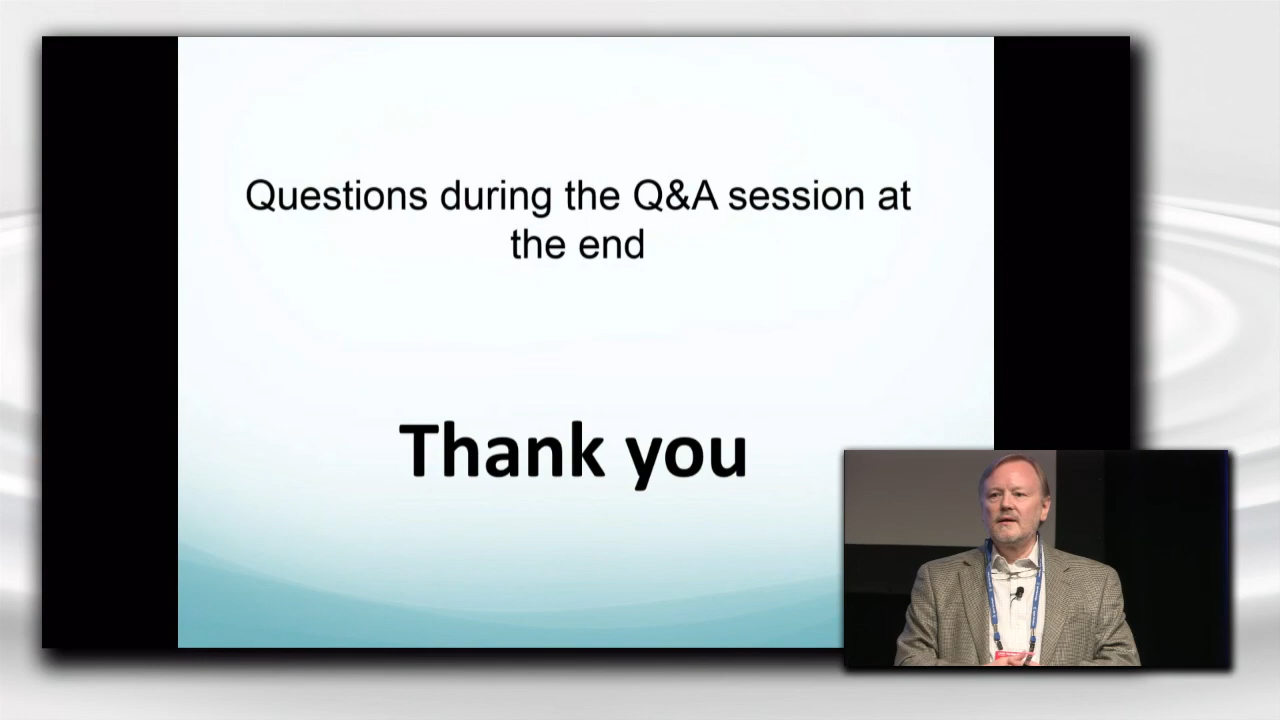 Questions during the Q&A session at
the end
Thank you